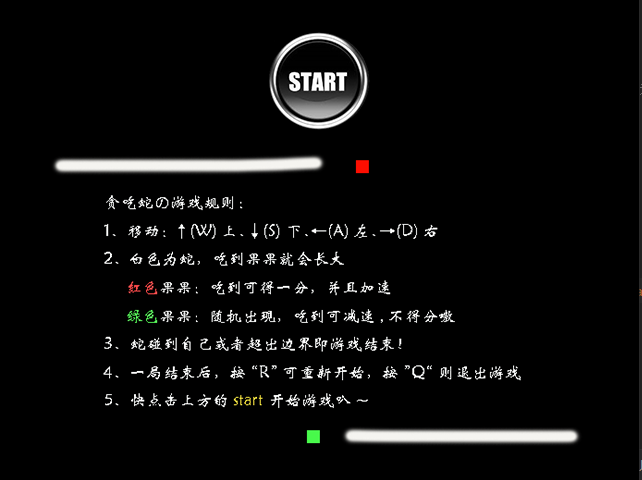 START
贪吃蛇の游戏规则：
1、移动：↑(W) 上、↓(S) 下、←(A) 左、→(D) 右
2、白色为蛇，吃到果果就会长大
红色果果：吃到可得一分，并且加速
绿色果果：随机出现，吃到可减速，不得分嗷
3、蛇碰到自己或者超出边界即游戏结束！
4、一局结束后，按 “R” 可重新开始，按 ”Q“ 则退出游戏
5、快点击上方的 start 开始游戏叭～